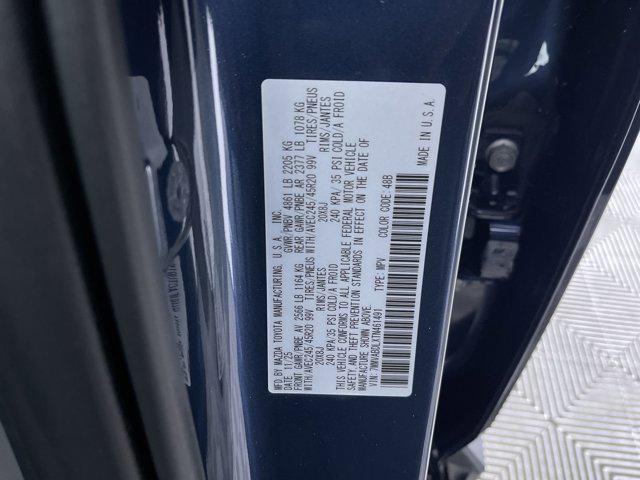 MFD BY MAZDA TOYOTA MANUFACTURING, U.S.A., INC.
DATE 11/25 GWVR/PNBV 4861 LB 2205 KG
FRONT GAWR/PNBE AV 2566 LB 1164 KG REAR GAWR/PNBE AR 2377 LB 1078 KG
WITH/AVEC245/45R20 99V TIRES/PNEUS WITH/AVEC245/45R20 99V TIRES/PNEUS
20X8J RIMS/JANTES 20X8J RIMS/JANTES
240 KPA/35 PSI COLD/A FROID 240 KPA/35 PSI COLD/A FROID
THIS VEHICLE CONFORMS TO ALL APPLICABLE FEDERAL MOTOR VEHICLE
SAFETY, AND THEFT PREVENTION STANDARDS IN EFFECT ON THE DATE OF
MANUFACTURE SHOWN ABOVE.
TYPE: MPV COLOR CODE: 48B
MADE IN U.S.A.